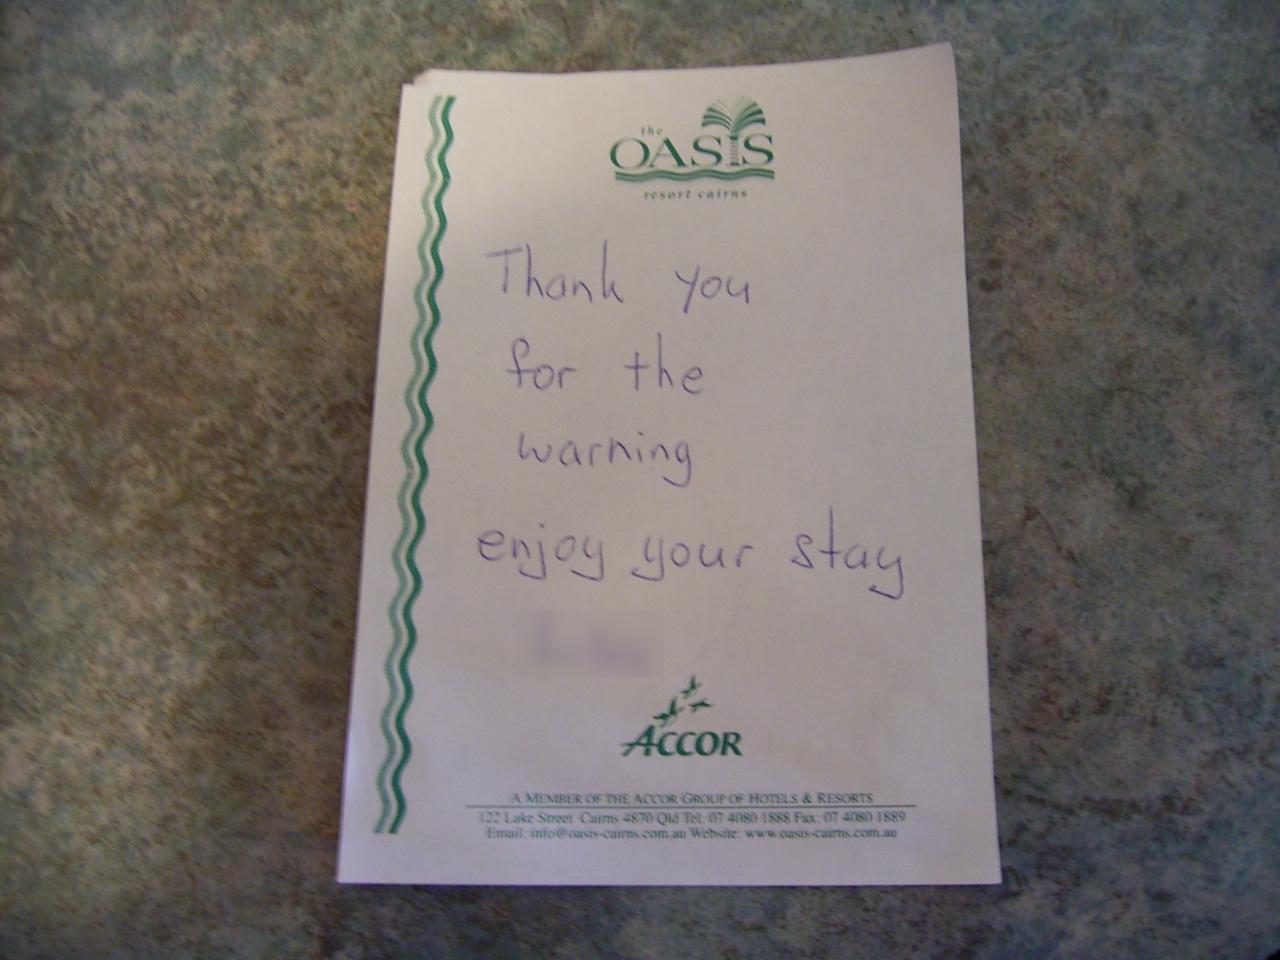 the
OASIS
resort cairns
Thank you
for the
warning
enjoy your stay
ACCOR
A MEMBER OF THE ACCOR GROUP OF HOTELS & RESORTS
122 Lake Street Cairns 4870 Qld Tel: 07 4080 1888 Fax: 07 4080 1889
Email: info@oasis-cairns.com.au Website: www.oasis-cairns.com.au